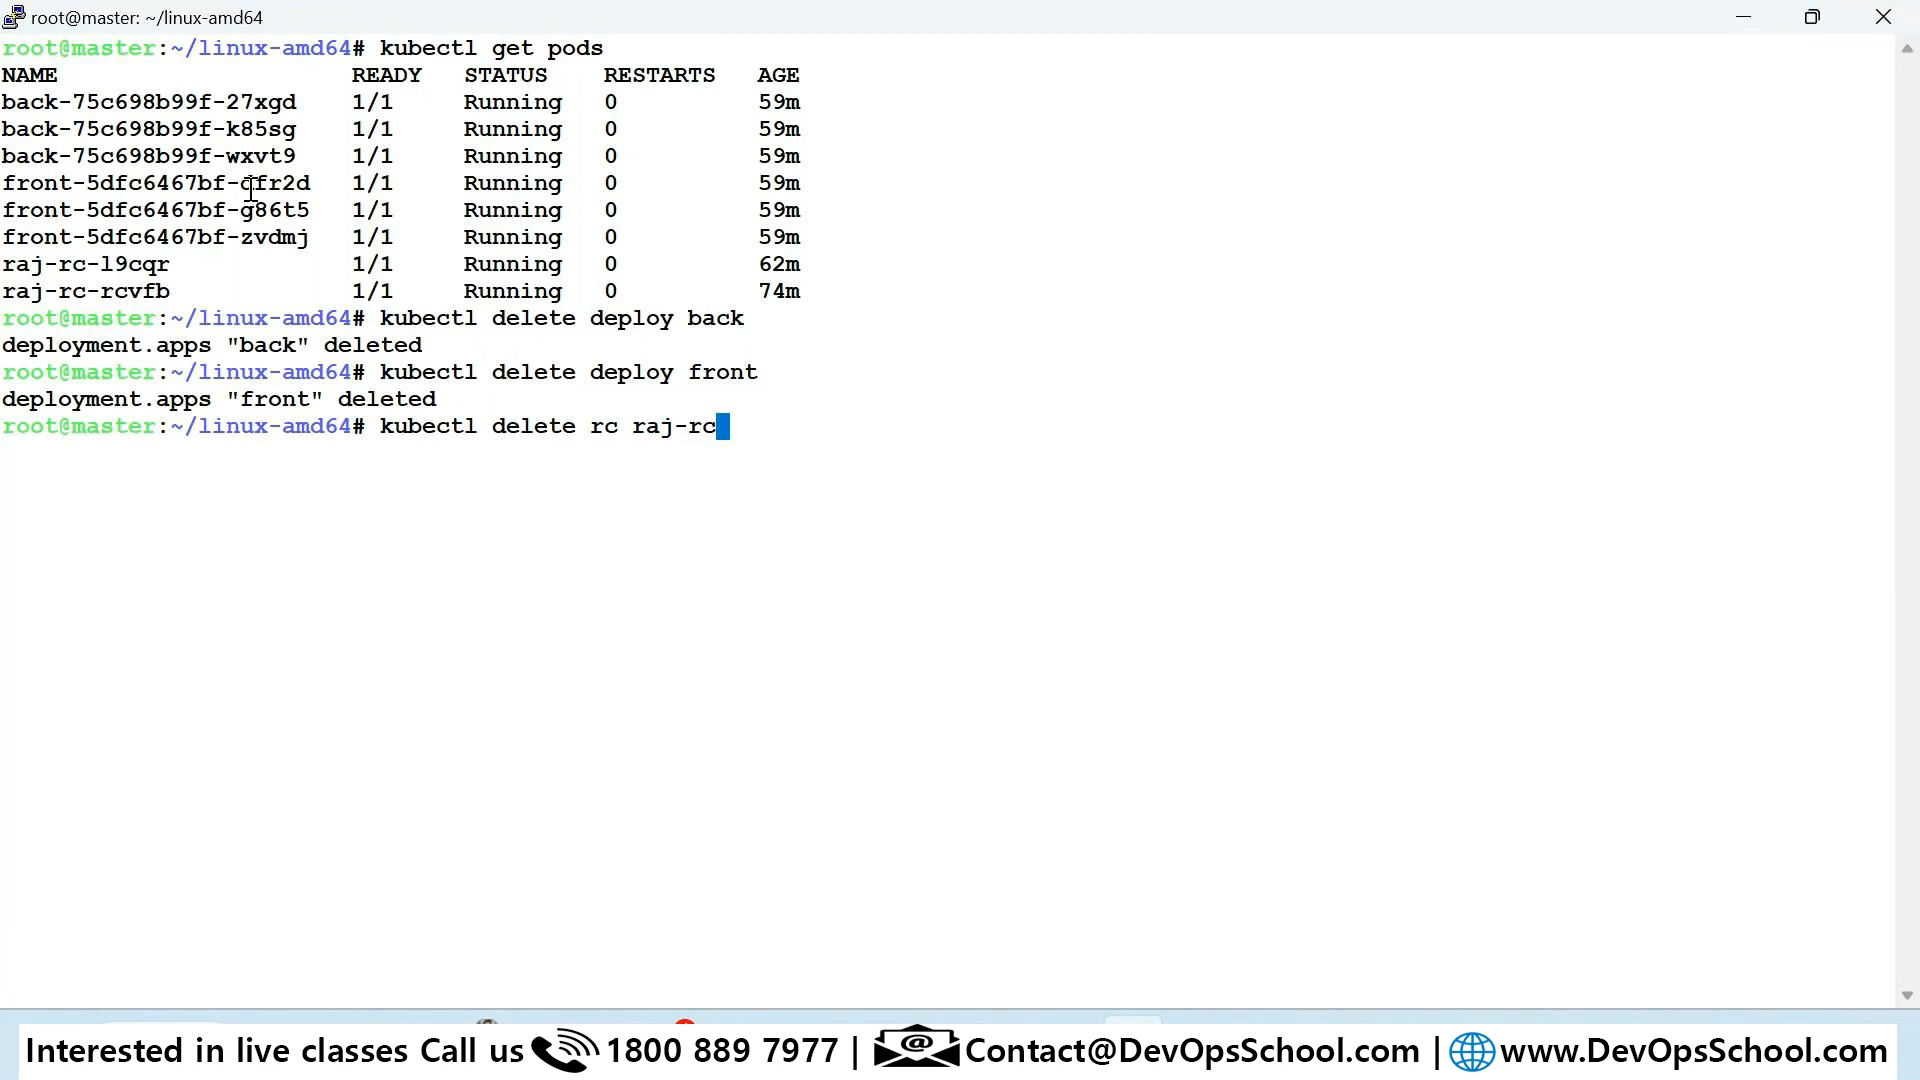 root@master: ~/linux-amd64
root@master:~/linux-amd64# kubectl get pods
NAME READY STATUS RESTARTS AGE
back-75c698b99f-27xgd 1/1 Running 0 59m
back-75c698b99f-k85sg 1/1 Running 0 59m
back-75c698b99f-wxvt9 1/1 Running 0 59m
front-5dfc6467bf-cfr2d 1/1 Running 0 59m
front-5dfc6467bf-g86t5 1/1 Running 0 59m
front-5dfc6467bf-zvdmj 1/1 Running 0 59m
raj-rc-l9cqr 1/1 Running 0 62m
raj-rc-rcvfb 1/1 Running 0 74m
root@master:~/linux-amd64# kubectl delete deploy back
deployment.apps "back" deleted
root@master:~/linux-amd64# kubectl delete deploy front
deployment.apps "front" deleted
root@master:~/linux-amd64# kubectl delete rc raj-rc
Interested in live classes Call us 1800 889 7977 | Contact@DevOpsSchool.com | www.DevOpsSchool.com